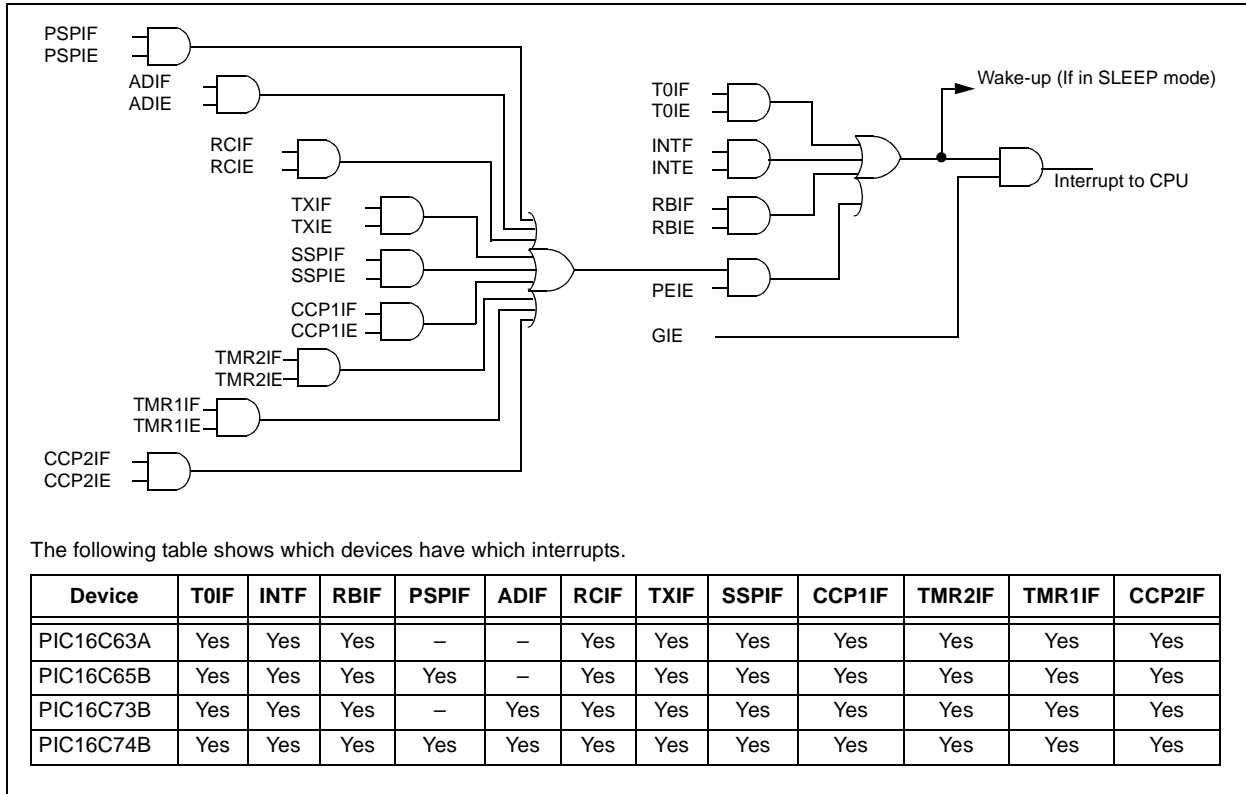 PSPIF
PSPIE
ADIF
ADIE
RCIF
RCIE
TXIF
TXIE
SSPIF
SSPIE
CCP1IF
CCP1IE
TMR2IF
TMR2IE
TMR1IF
TMR1IE
CCP2IF
CCP2IE
T0IF
T0IE
INTF
INTE
RBIF
RBIE
PEIE
GIE
Wake-up (If in SLEEP mode)
Interrupt to CPU
The following table shows which devices have which interrupts.
Device T0IF INTF RBIF PSPIF ADIF RCIF TXIF SSPIF CCP1IF TMR2IF TMR1IF CCP2IF
PIC16C63A Yes Yes Yes – – Yes Yes Yes Yes Yes Yes Yes
PIC16C65B Yes Yes Yes Yes – Yes Yes Yes Yes Yes Yes Yes
PIC16C73B Yes Yes Yes – Yes Yes Yes Yes Yes Yes Yes Yes
PIC16C74B Yes Yes Yes Yes Yes Yes Yes Yes Yes Yes Yes Yes